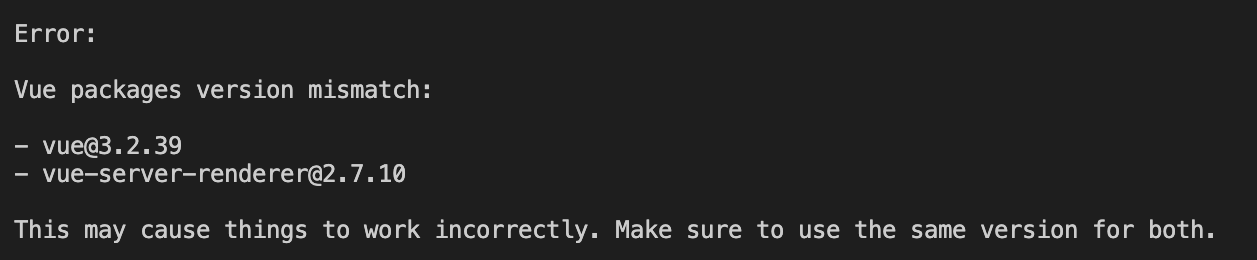 Error:
Vue packages version mismatch:
- vue@3.2.39
- vue-server-renderer@2.7.10
This may cause things to work incorrectly. Make sure to use the same version for both.